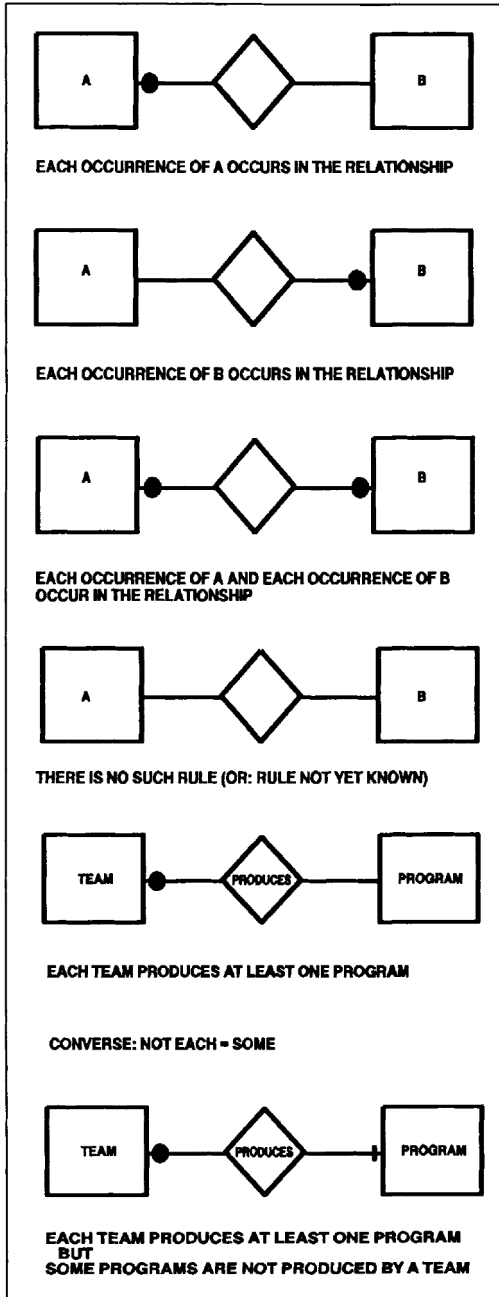 A B
EACH OCCURRENCE OF A OCCURS IN THE RELATIONSHIP
A B
EACH OCCURRENCE OF B OCCURS IN THE RELATIONSHIP
A B
EACH OCCURRENCE OF A AND EACH OCCURRENCE OF B
OCCUR IN THE RELATIONSHIP
A B
THERE IS NO SUCH RULE (OR: RULE NOT YET KNOWN)
TEAM PRODUCES PROGRAM
EACH TEAM PRODUCES AT LEAST ONE PROGRAM
CONVERSE: NOT EACH = SOME
TEAM PRODUCES PROGRAM
EACH TEAM PRODUCES AT LEAST ONE PROGRAM
BUT
SOME PROGRAMS ARE NOT PRODUCED BY A TEAM